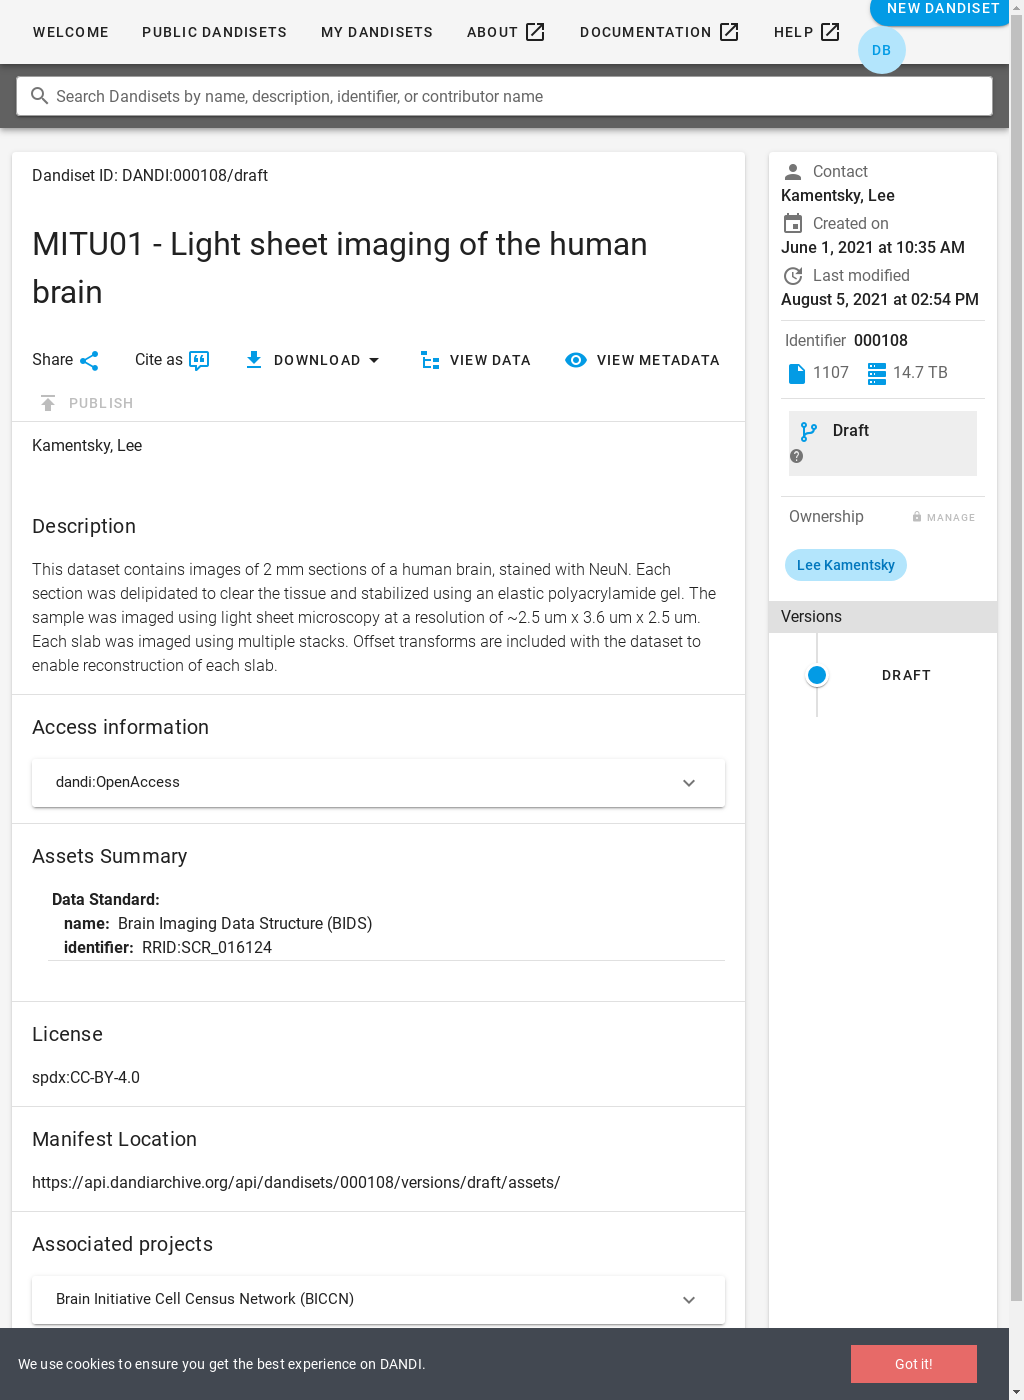 WELCOME PUBLIC DANDISETS MY DANDISETS ABOUT DOCUMENTATION HELP NEW DANDISET
DB
Search Dandisets by name, description, identifier, or contributor name
Dandiset ID: DANDI:000108/draft
MITU01 - Light sheet imaging of the human
brain
Share Cite as DOWNLOAD VIEW DATA VIEW METADATA
PUBLISH
Kamentsky, Lee
Description
This dataset contains images of 2 mm sections of a human brain, stained with NeuN. Each
section was delipidated to clear the tissue and stabilized using an elastic polyacrylamide gel. The
sample was imaged using light sheet microscopy at a resolution of ~2.5 um x 3.6 um x 2.5 um.
Each slab was imaged using multiple stacks. Offset transforms are included with the dataset to
enable reconstruction of each slab.
Access information
dandi:OpenAccess
Assets Summary
Data Standard:
name: Brain Imaging Data Structure (BIDS)
identifier: RRID:SCR_016124
License
spdx:CC-BY-4.0
Manifest Location
https://api.dandiarchive.org/api/dandisets/000108/versions/draft/assets/
Associated projects
Brain Initiative Cell Census Network (BICCN)
Contact
Kamentsky, Lee
Created on
June 1, 2021 at 10:35 AM
Last modified
August 5, 2021 at 02:54 PM
Identifier 000108
1107 14.7 TB
Draft
Ownership MANAGE
Lee Kamentsky
Versions
DRAFT
We use cookies to ensure you get the best experience on DANDI.
Got it!